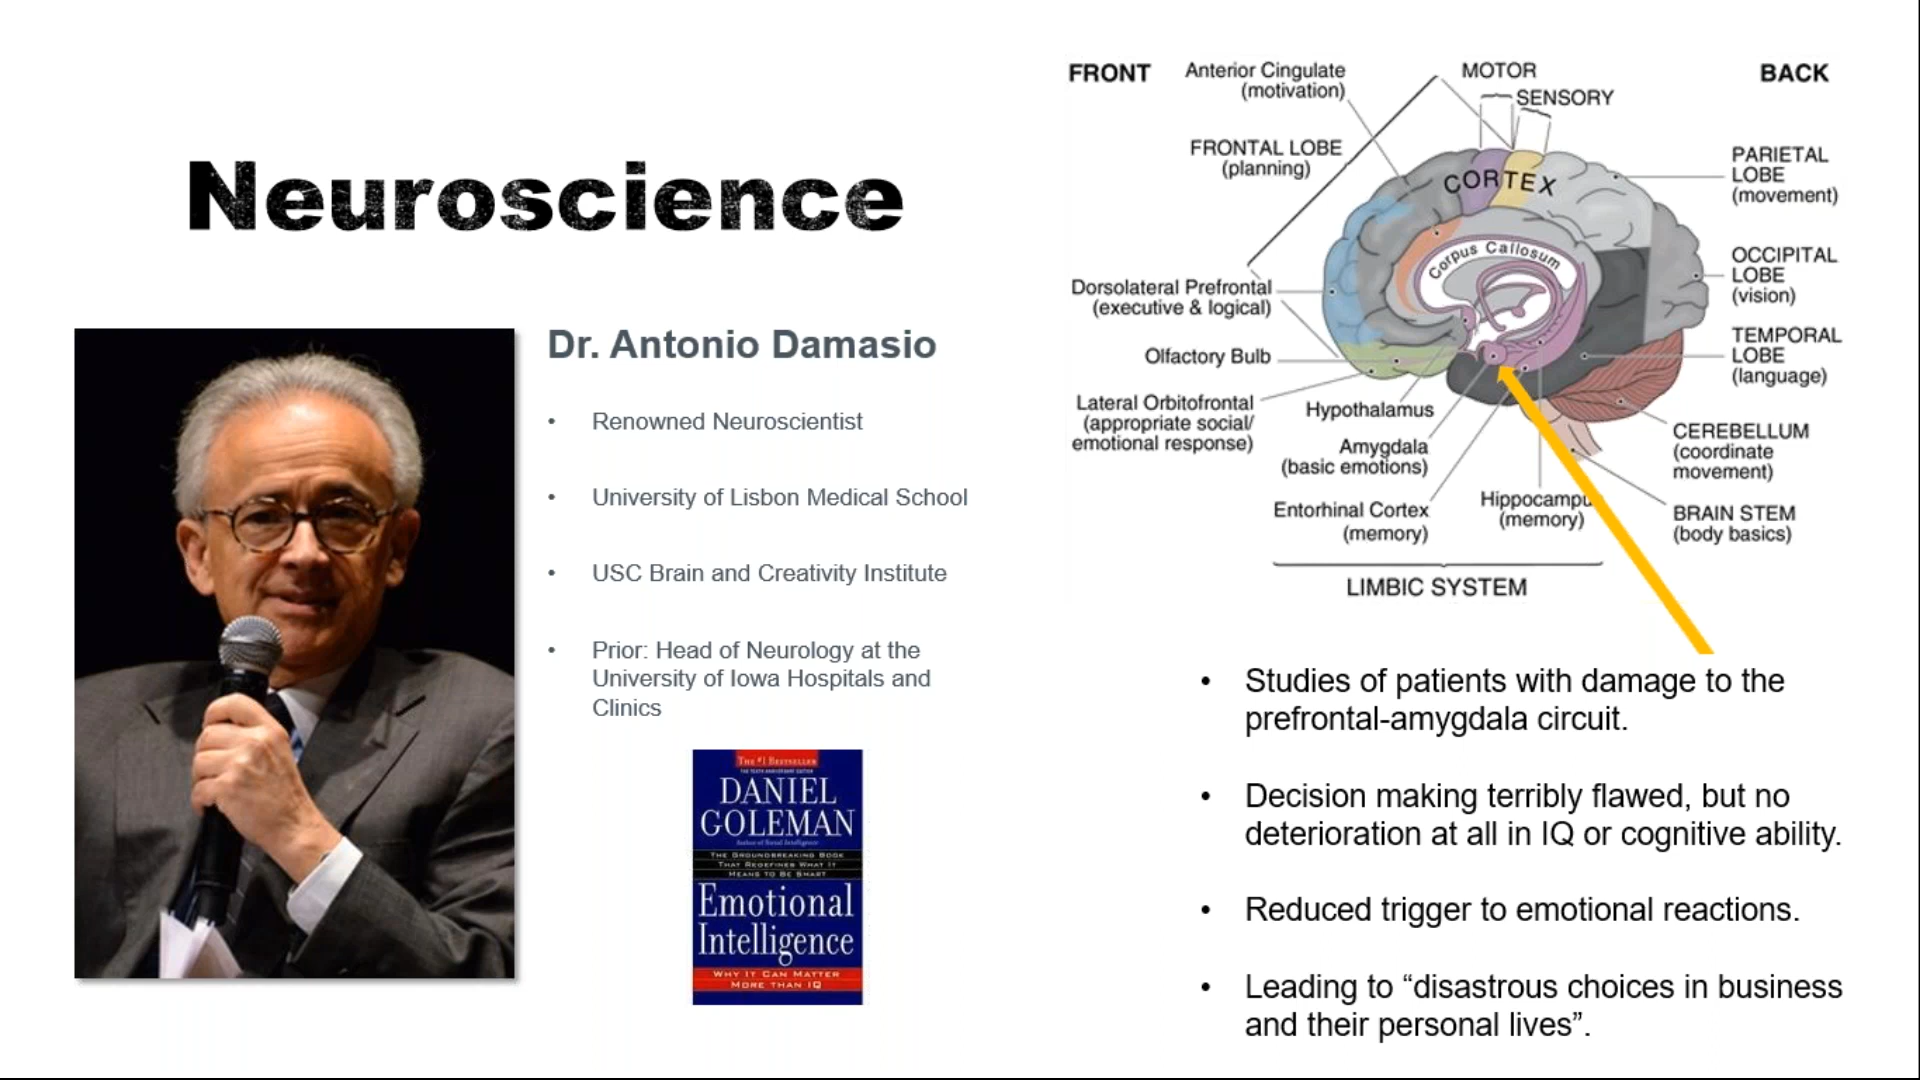 Neuroscience
Dr. Antonio Damasio
• Renowned Neuroscientist
• University of Lisbon Medical School
• USC Brain and Creativity Institute
• Prior: Head of Neurology at the
University of Iowa Hospitals and
Clinics
THE #1 BESTSELLER
THE TENTH ANNIVERSARY EDITION
DANIEL
GOLEMAN
Author of Social Intelligence
THE GROUNDBREAKING BOOK
THAT REDEFINES WHAT IT
MEANS TO BE SMART
Emotional
Intelligence
WHY IT CAN MATTER
MORE THAN IQ
FRONT
BACK
Anterior Cingulate
(motivation)
MOTOR
SENSORY
FRONTAL LOBE
(planning)
CORTEX
Corpus Callosum
PARIETAL
LOBE
(movement)
OCCIPITAL
LOBE
(vision)
TEMPORAL
LOBE
(language)
Dorsolateral Prefrontal
(executive & logical)
Olfactory Bulb
Lateral Orbitofrontal
(appropriate social/
emotional response)
Hypothalamus
Amygdala
(basic emotions)
Entorhinal Cortex
(memory)
Hippocampu
(memory)
CEREBELLUM
(coordinate
movement)
BRAIN STEM
(body basics)
LIMBIC SYSTEM
• Studies of patients with damage to the
prefrontal-amygdala circuit.
• Decision making terribly flawed, but no
deterioration at all in IQ or cognitive ability.
• Reduced trigger to emotional reactions.
• Leading to “disastrous choices in business
and their personal lives”.